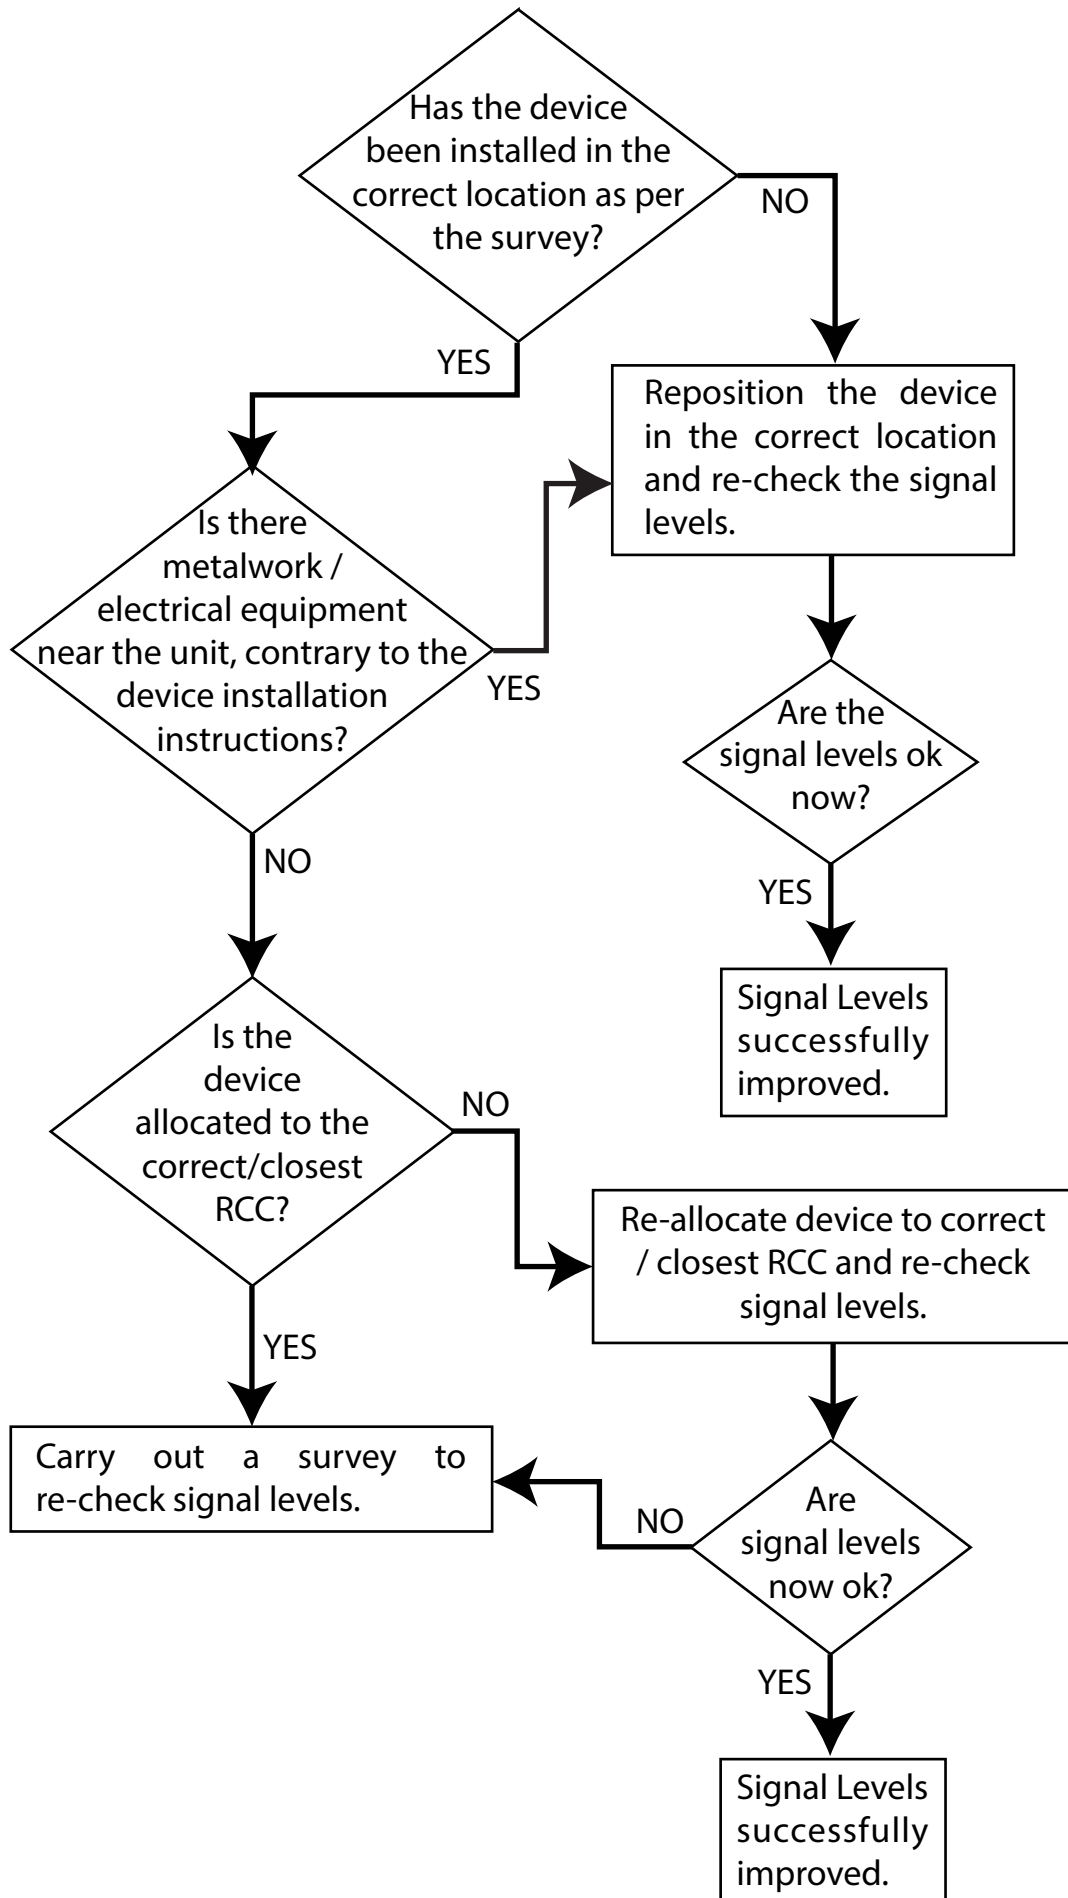 Has the device
been installed in the
correct location as per
the survey?
NO
YES
Reposition the device
in the correct location
and re-check the signal
levels.
Is there
metalwork /
electrical equipment
near the unit, contrary to the
device installation
instructions?
YES
Are the
signal levels ok
now?
NO
YES
Signal Levels
successfully
improved.
Is the
device
allocated to the
correct/closest
RCC?
NO
Re-allocate device to correct
/ closest RCC and re-check
signal levels.
YES
Carry out a survey to
re-check signal levels.
NO
Are
signal levels
now ok?
YES
Signal Levels
successfully
improved.